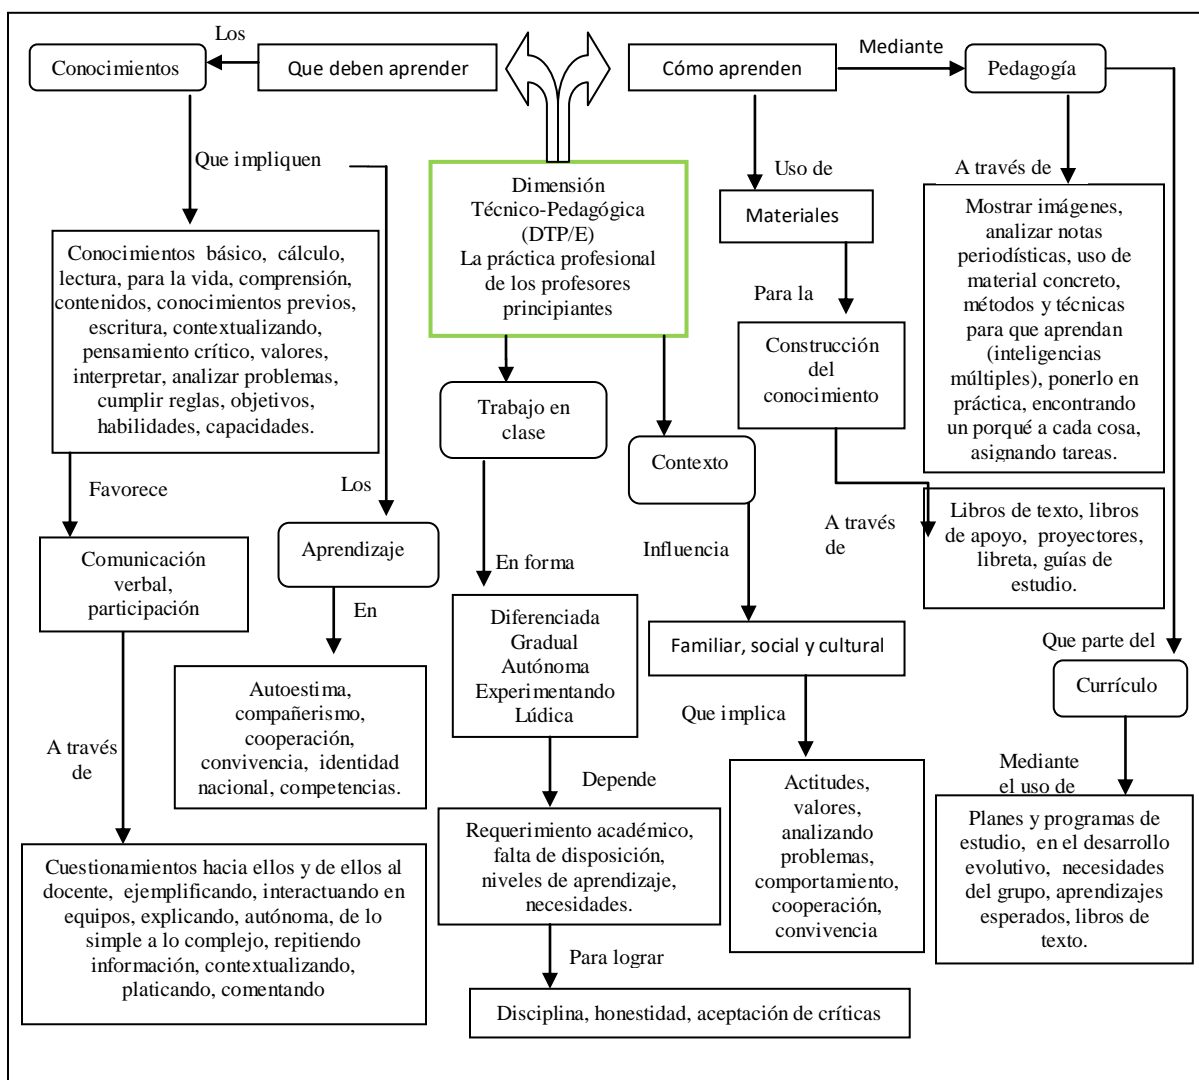 Los
Conocimientos
Que deben aprender
Cómo aprenden
Mediante
Pedagogía
Que impliquen
Dimensión
Técnico-Pedagógica
(DTP/E)
La práctica profesional
de los profesores
principiantes
Uso de
Materiales
A través de
Mostrar imágenes,
analizar notas
periodísticas, uso de
material concreto,
métodos y técnicas
para que aprendan
(inteligencias
múltiples), ponerlo en
práctica, encontrando
un porqué a cada cosa,
asignando tareas.
Conocimientos básico, cálculo,
lectura, para la vida, comprensión,
contenidos, conocimientos previos,
escritura, contextualizando,
pensamiento crítico, valores,
interpretar, analizar problemas,
cumplir reglas, objetivos,
habilidades, capacidades.
Para la
Construcción
del
conocimiento
Trabajo en
clase
Contexto
Favorece
Los
Comunicación
verbal,
participación
Aprendizaje
En forma
Influencia
A través
de
Libros de texto, libros
de apoyo, proyectores,
libreta, guías de
estudio.
En
Diferenciada
Gradual
Autónoma
Experimentando
Lúdica
Familiar, social y cultural
Que parte del
Currículo
Autoestima,
compañerismo,
cooperación,
convivencia, identidad
nacional, competencias.
A través
de
Que implica
Depende
Mediante
el uso de
Actitudes,
valores,
analizando
problemas,
comportamiento,
cooperación,
convivencia
Planes y programas de
estudio, en el desarrollo
evolutivo, necesidades
del grupo, aprendizajes
esperados, libros de
texto.
Requerimiento académico,
falta de disposición,
niveles de aprendizaje,
necesidades.
Cuestionamientos hacia ellos y de ellos al
docente, ejemplificando, interactuando en
equipos, explicando, autónoma, de lo
simple a lo complejo, repitiendo
información, contextualizando,
platicando, comentando
Para lograr
Disciplina, honestidad, aceptación de críticas